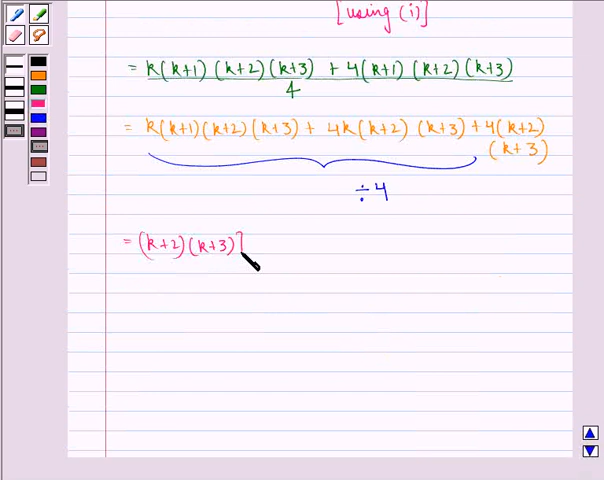 [using (i)]
= k(k+1) (k+2) (k+3) + 4(k+1) (k+2) (k+3)
4
= k(k+1) (k+2) (k+3) + 4k(k+2) (k+3) + 4(k+2)
(k+3)
÷ 4
= (k+2) (k+3) [